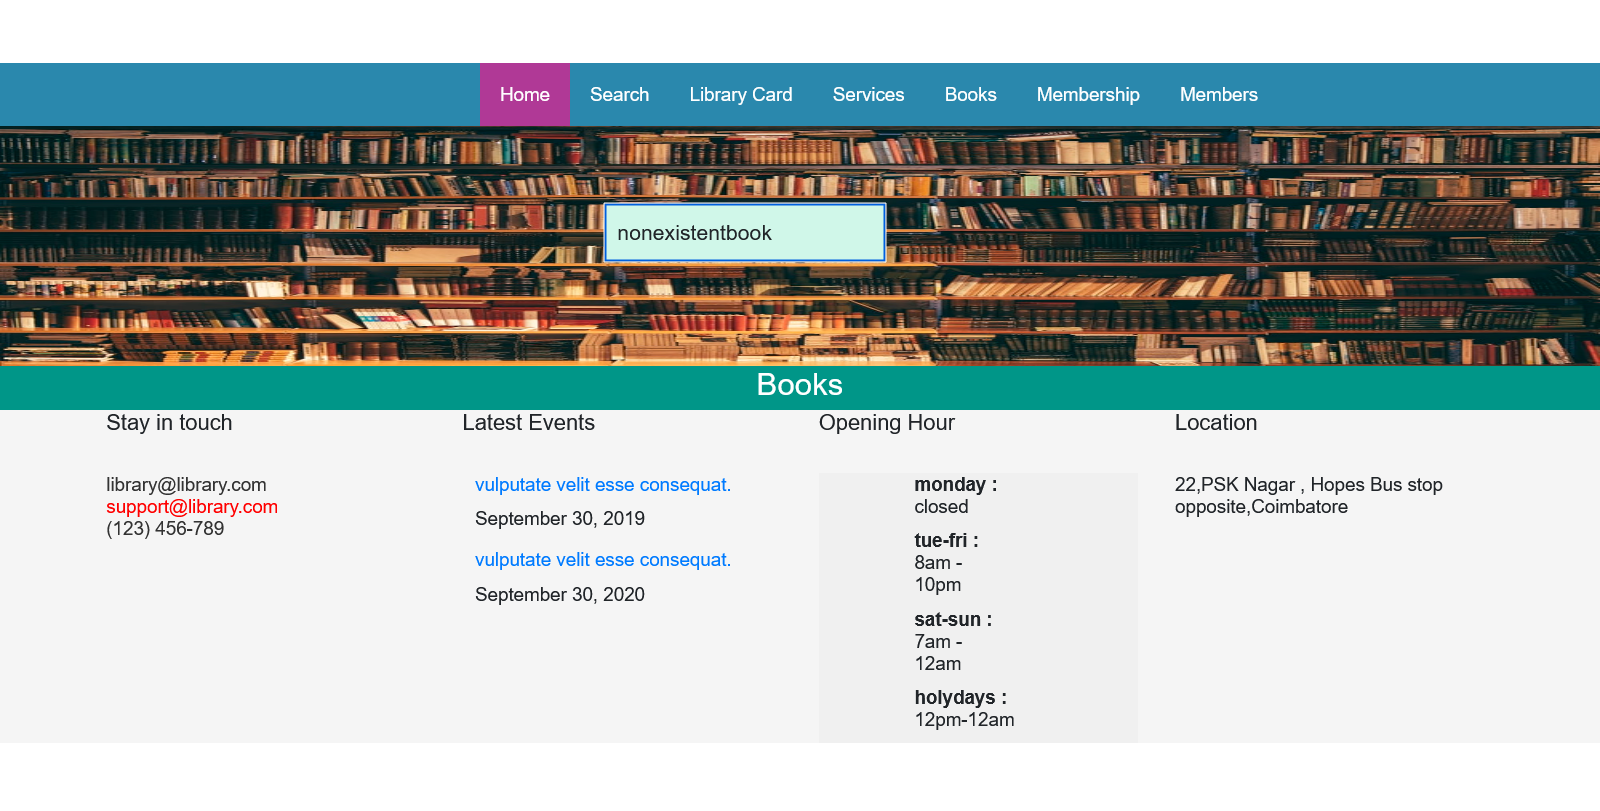 Home Search Library Card Services Books Membership Members
nonexistentbook
Books
Stay in touch
library@library.com
support@library.com
(123) 456-789
Latest Events
vulputate velit esse consequat.
September 30, 2019
vulputate velit esse consequat.
September 30, 2020
Opening Hour
monday :
closed
tue-fri :
8am -
10pm
sat-sun :
7am -
12am
holydays :
12pm-12am
Location
22,PSK Nagar , Hopes Bus stop
opposite,Coimbatore